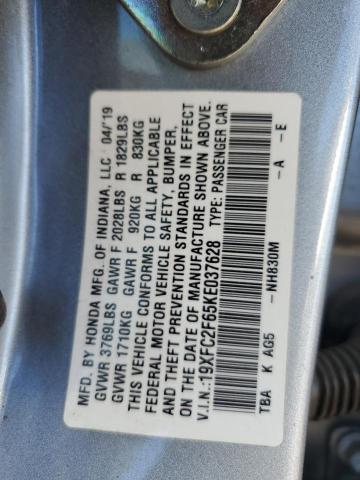 MFD. BY HONDA MFG. OF INDIANA, LLC 04/'19
GVWR 3769LBS GAWR F 2028LBS R 1829LBS
GVWR 1710KG GAWR F 920KG R 830KG
THIS VEHICLE CONFORMS TO ALL APPLICABLE
FEDERAL MOTOR VEHICLE SAFETY, BUMPER,
AND THEFT PREVENTION STANDARDS IN EFFECT
ON THE DATE OF MANUFACTURE SHOWN ABOVE.
V.I.N.:19XFC2F65KE037628 TYPE: PASSENGER CAR
TBA K AG5 -NH830M -A -E